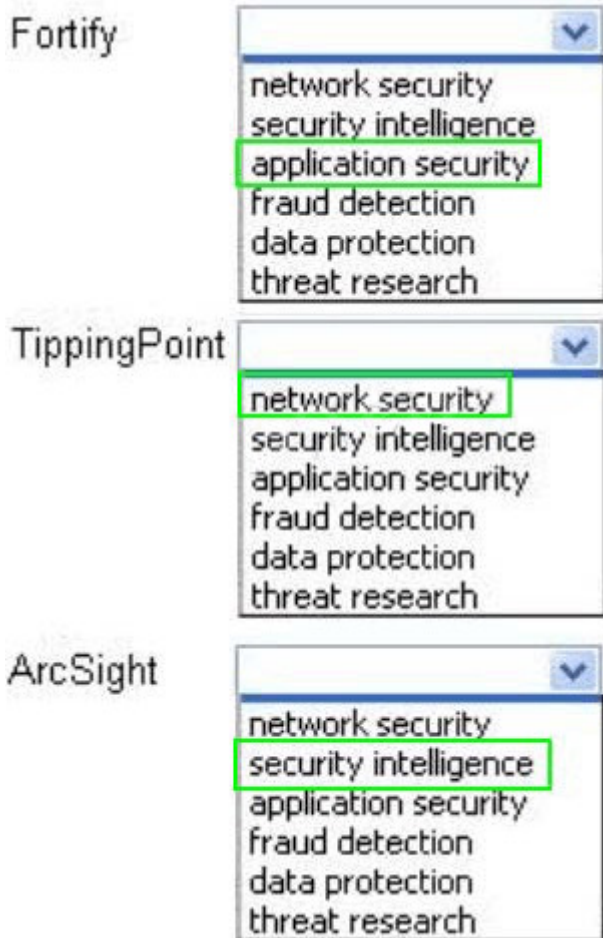 Fortify
network security
security intelligence
application security
fraud detection
data protection
threat research
TippingPoint
network security
security intelligence
application security
fraud detection
data protection
threat research
ArcSight
network security
security intelligence
application security
fraud detection
data protection
threat research